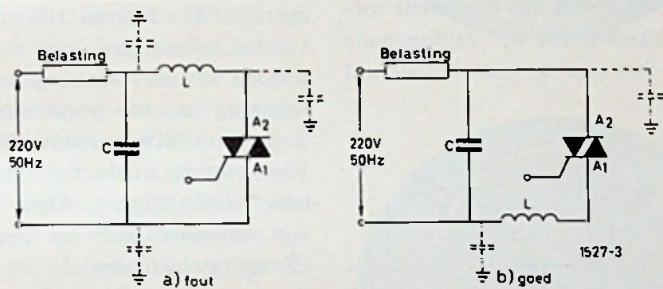 Belasting
L
A2
220V
50Hz
C
A1
a) fout
Belasting
A2
220V
50Hz
C
A1
L
1527-3
b) goed